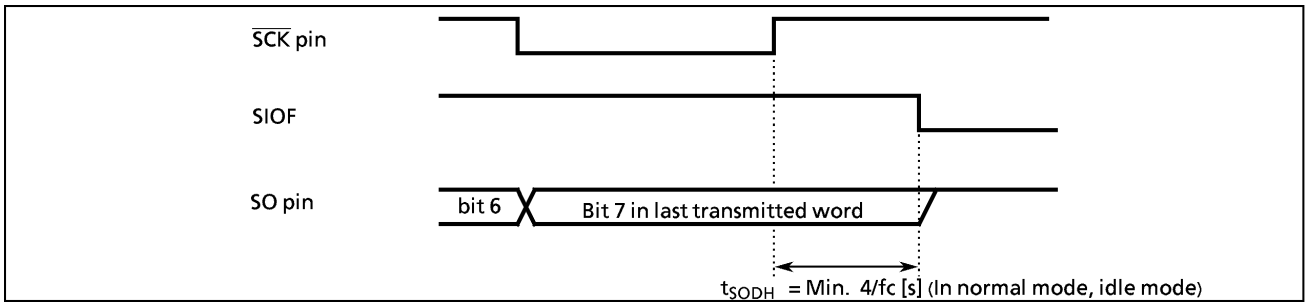 S̅C̅K̅ pin
SIOF
SO pin
bit 6
Bit 7 in last transmitted word
tSODH = Min. 4/fc [s] (In normal mode, idle mode)